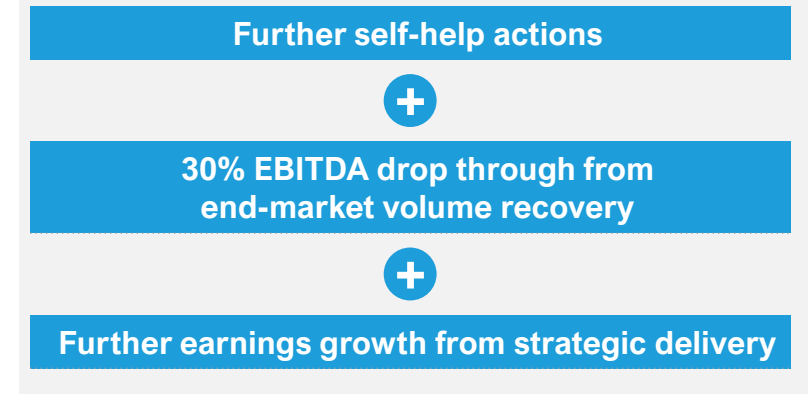 Further self-help actions
+
30% EBITDA drop through from
end-market volume recovery
+
Further earnings growth from strategic delivery